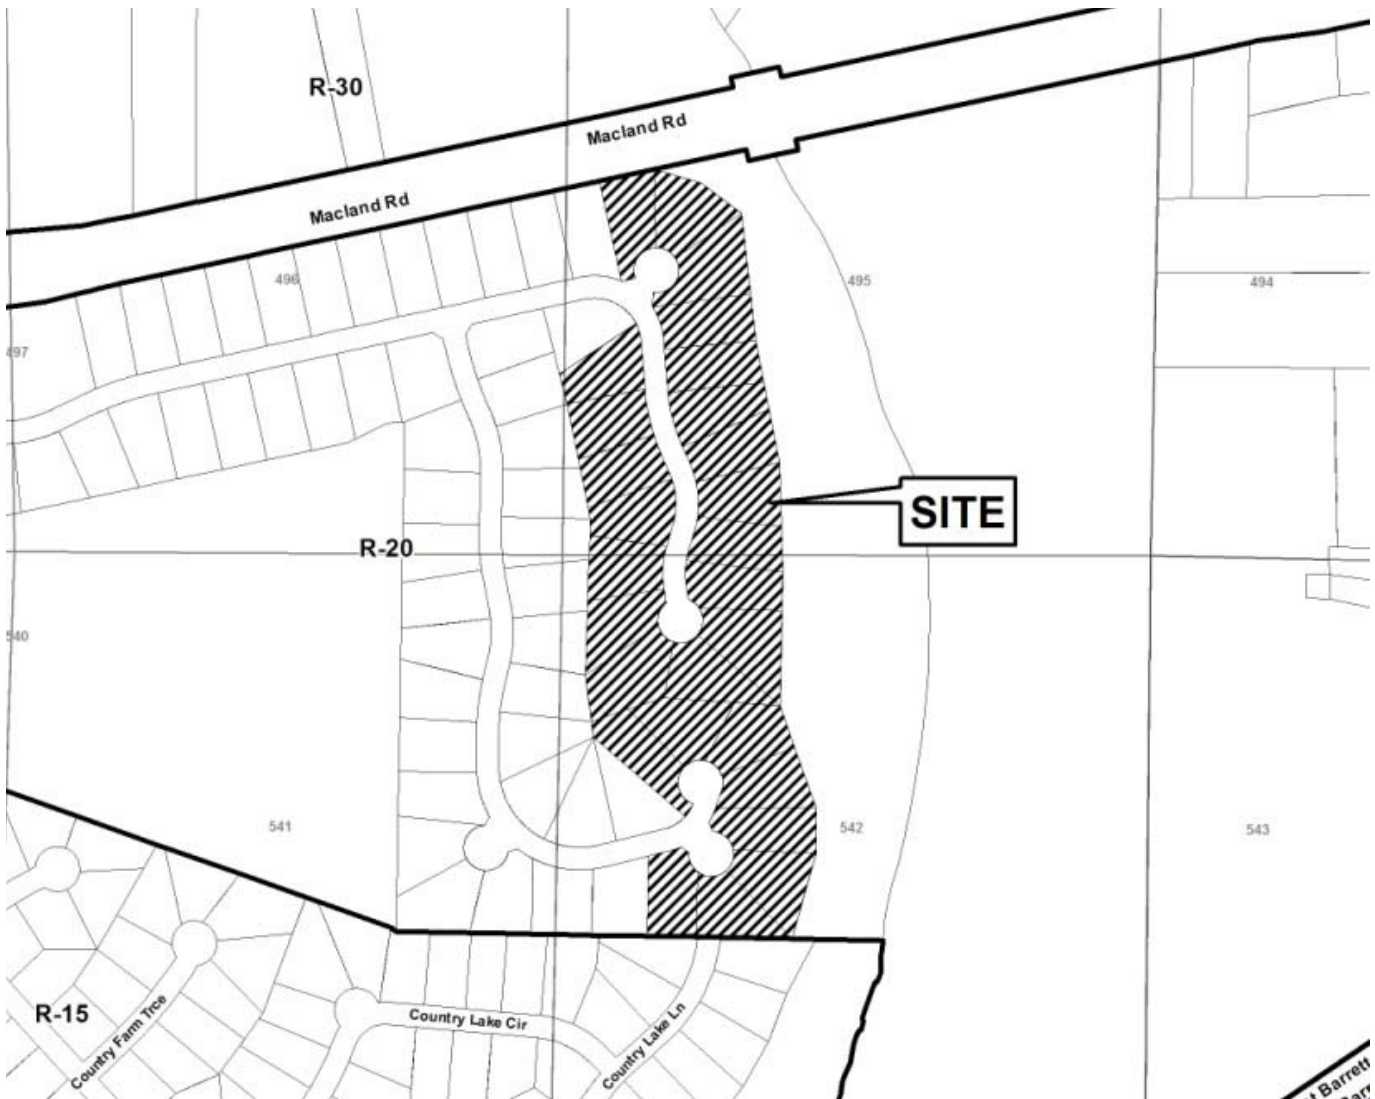 R-30
Macland Rd
Macland Rd
496
495
494
497
SITE
R-20
540
541
542
543
R-15
Country Farm Trce
Country Lake Cir
Country Lake Ln
Barrett